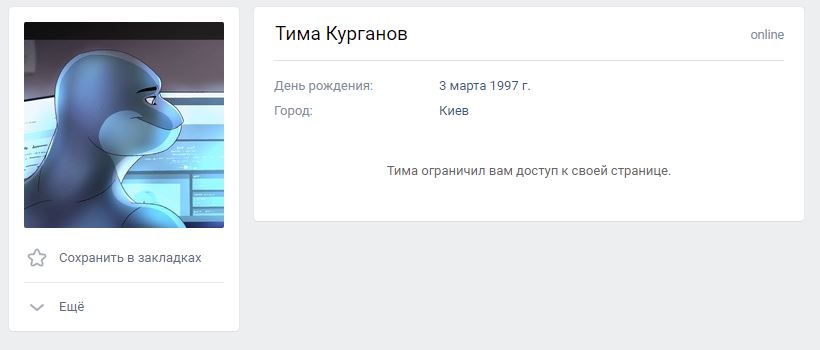 Тима Курганов
online
День рождения: 3 марта 1997 г.
Город: Киев
Тима ограничил вам доступ к своей странице.
Сохранить в закладках
Ещё